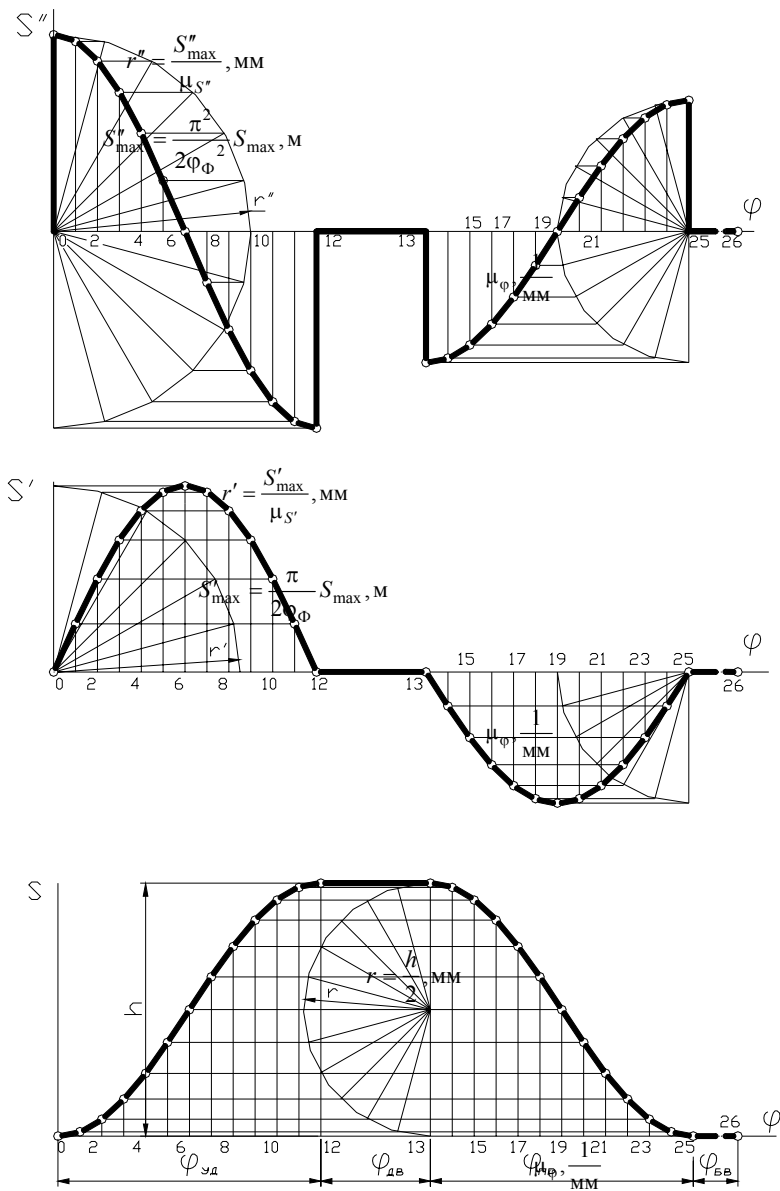 S″
r″ = S″max / μS″, мм
S″max = π² / 2φФ² Smax, м
r″
φ
0 2 4 6 8 10 12 13 15 17 19 21 25 26
μφ, 1/мм
S′
r′ = S′max / μS′, мм
S′max = π / 2φФ Smax, м
r′
φ
15 17 19 21 23 25
0 2 4 6 8 10 12 13 26
μφ, 1/мм
S
h
r = h / 2, мм
r
26 φ
0 2 4 6 8 10 12 13 15 17 19 21 23 25
φУД φДВ μφ, 1/мм φБВ